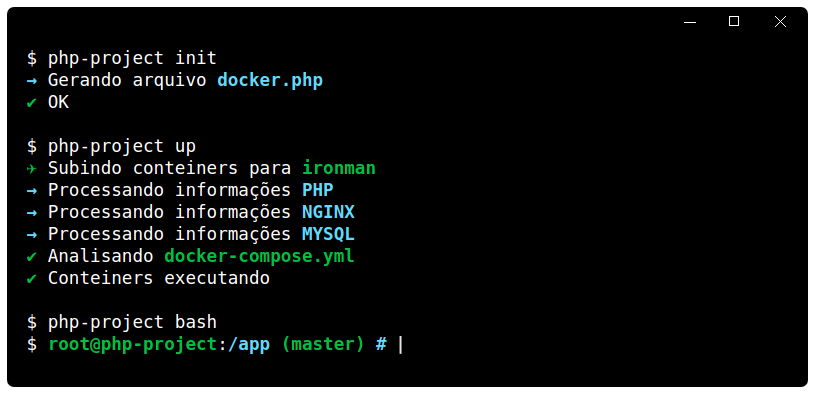 $ php-project init
→ Gerando arquivo docker.php
✔ OK
$ php-project up
✈ Subindo conteiners para ironman
→ Processando informações PHP
→ Processando informações NGINX
→ Processando informações MYSQL
✔ Analisando docker-compose.yml
✔ Conteiners executando
$ php-project bash
$ root@php-project:/app (master) # |